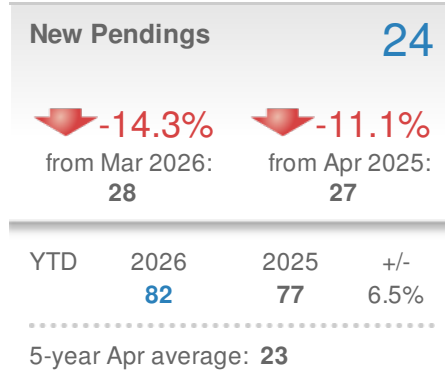 New Pendings 24
-14.3% -11.1%
from Mar 2026: from Apr 2025:
28 27
YTD 2026 2025 +/-
82 77 6.5%
5-year Apr average: 23